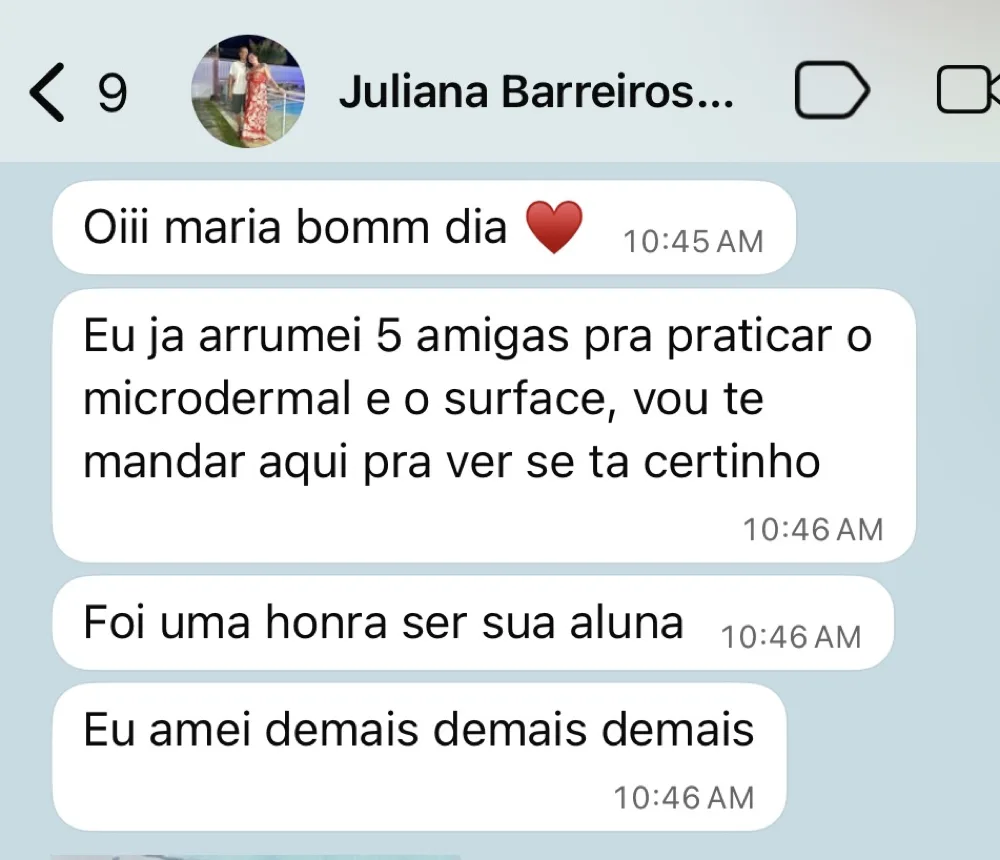 9
Juliana Barreiros...
Oiii maria bomm dia ♥️
10:45 AM
Eu ja arrumei 5 amigas pra praticar o
microdermal e o surface, vou te
mandar aqui pra ver se ta certinho
10:46 AM
Foi uma honra ser sua aluna
10:46 AM
Eu amei demais demais demais
10:46 AM